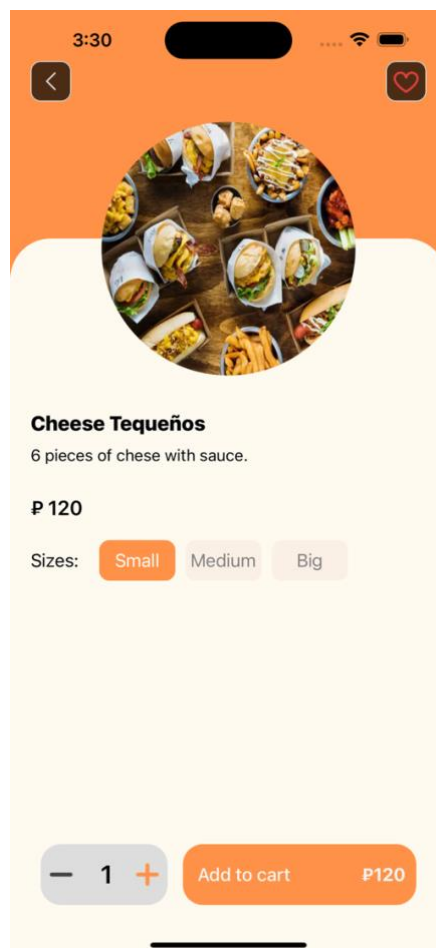 3:30
Cheese Tequeños
6 pieces of chese with sauce.
₽ 120
Sizes: Small Medium Big
1 Add to cart ₽120